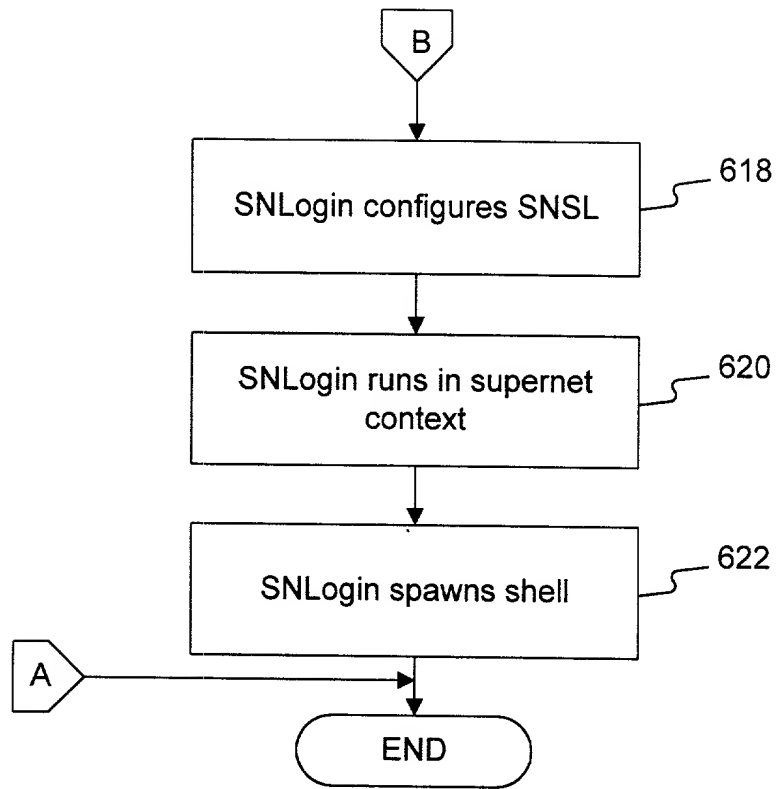 B
SNLogin configures SNSL
618
SNLogin runs in supernet
context
620
SNLogin spawns shell
622
A
END